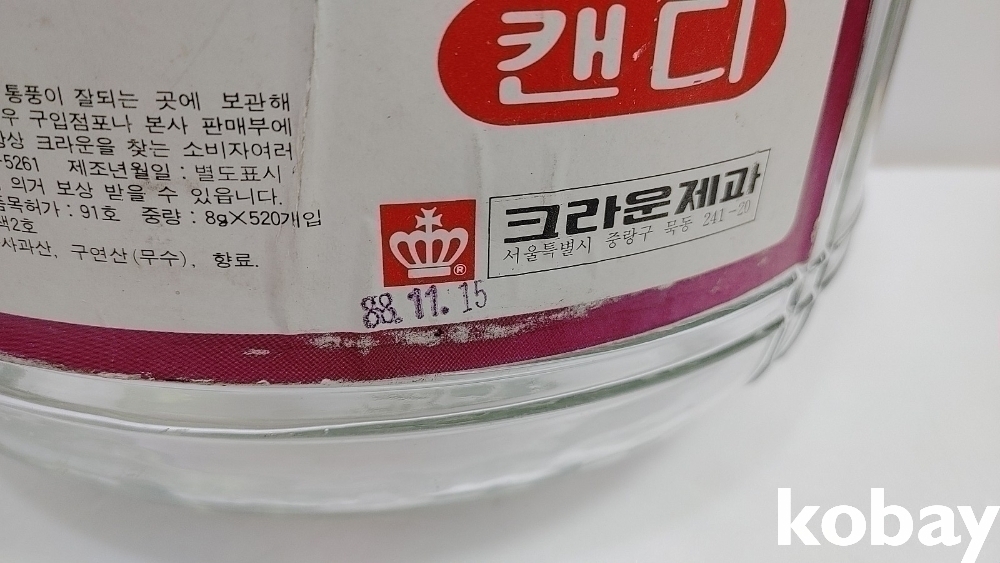 캔디
통풍이 잘되는 곳에 보관해
우 구입점포나 본사 판매부에
크라운을 찾는 소비자여러
5261 제조년월일 : 별도표시
의거 보상 받을 수 있읍니다.
품목허가 : 91호 중량 : 8g×520개입
색2호
사과산, 구연산(무수), 향료.
크라운제과
서울특별시 중랑구 묵동 241-20
®
88. 11. 15
kobay